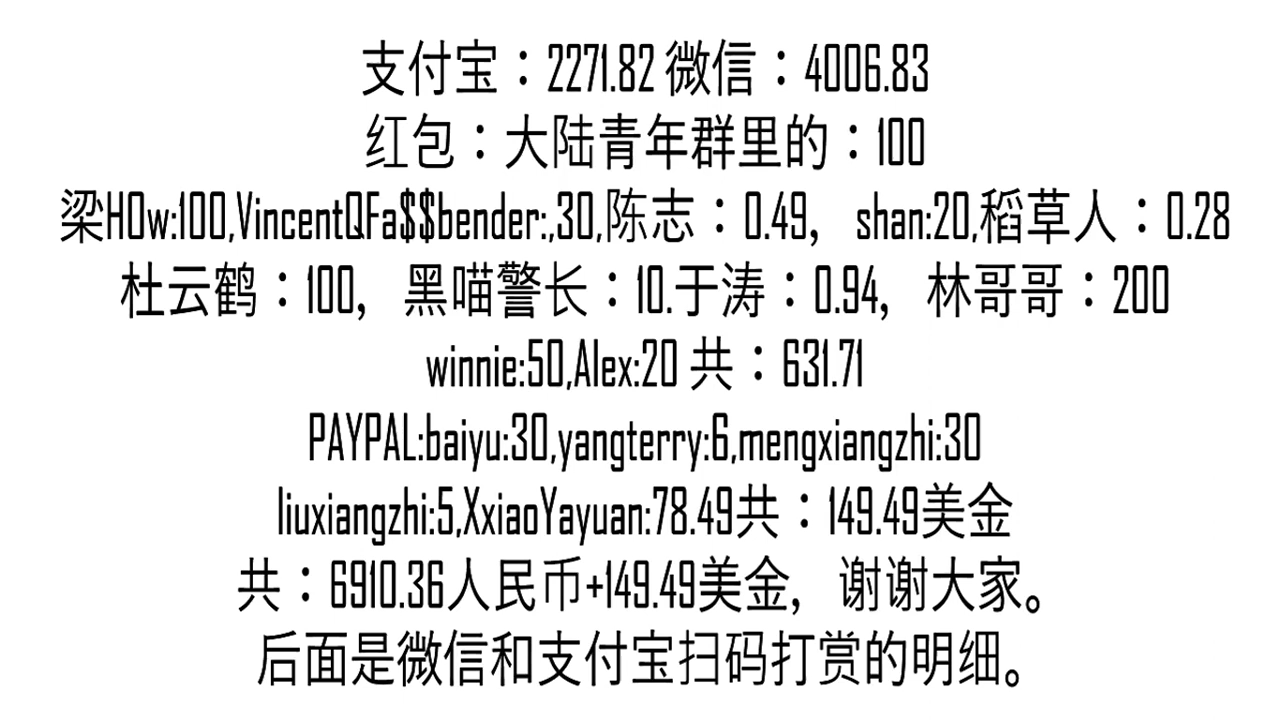 支付宝：2271.82 微信：4006.83
红包：大陆青年群里的：100
梁H0w:100,VincentQFa$$bender:,30,陈志：0.49，shan:20,稻草人：0.28
杜云鹤：100，黑喵警长：10.于涛：0.94，林哥哥：200
winnie:50,Alex:20 共：631.71
PAYPAL:baiyu:30,yangterry:6,mengxiangzhi:30
liuxiangzhi:5,XxiaoYayuan:78.49共：149.49美金
共：6910.36人民币+149.49美金，谢谢大家。
后面是微信和支付宝扫码打赏的明细。